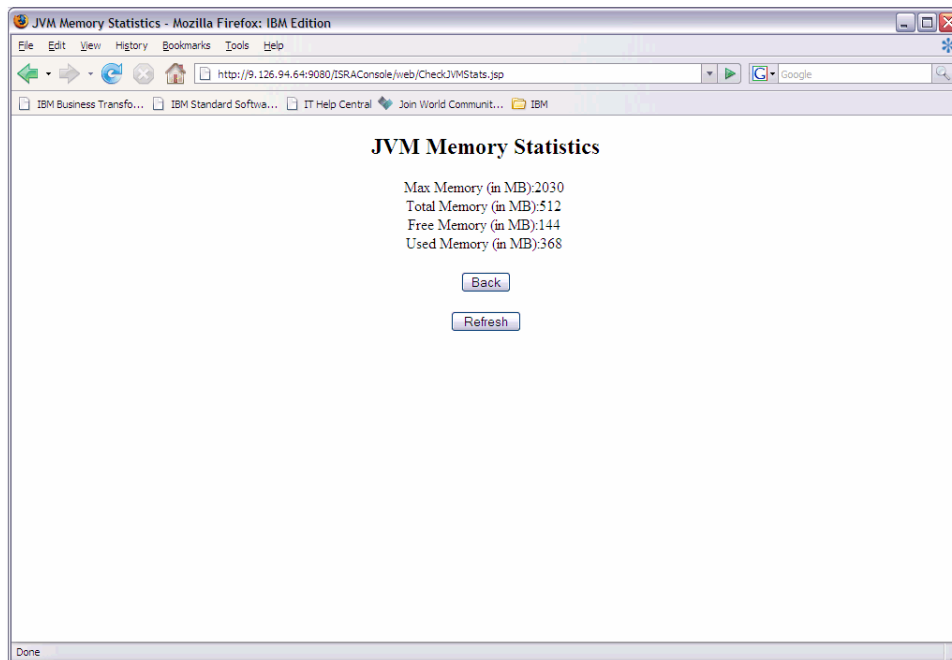 JVM Memory Statistics - Mozilla Firefox: IBM Edition
File Edit View History Bookmarks Tools Help
http://9.126.94.64:9080/ISRAConsole/web/CheckJVMStats.jsp G Google
IBM Business Transfo... IBM Standard Softwa... IT Help Central Join World Communit... IBM
JVM Memory Statistics
Max Memory (in MB):2030
Total Memory (in MB):512
Free Memory (in MB):144
Used Memory (in MB):368
Back
Refresh
Done